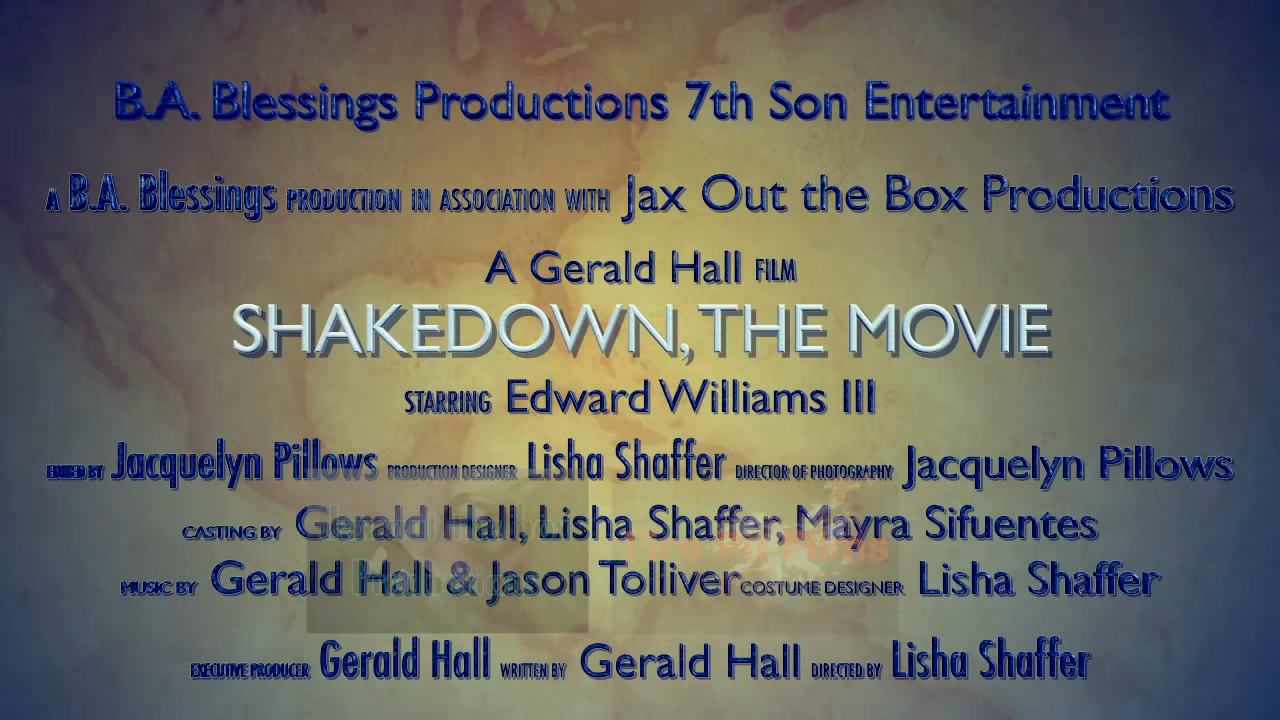 B.A. Blessings Productions 7th Son Entertainment
A B.A. Blessings PRODUCTION IN ASSOCIATION WITH Jax Out the Box Productions
A Gerald Hall FILM
SHAKEDOWN, THE MOVIE
STARRING Edward Williams III
EDITED BY Jacquelyn Pillows PRODUCTION DESIGNER Lisha Shaffer DIRECTOR OF PHOTOGRAPHY Jacquelyn Pillows
CASTING BY Gerald Hall, Lisha Shaffer, Mayra Sifuentes
Fire Pit Films
MUSIC BY Gerald Hall & Jason Tolliver COSTUME DESIGNER Lisha Shaffer
EXECUTIVE PRODUCER Gerald Hall WRITTEN BY Gerald Hall DIRECTED BY Lisha Shaffer